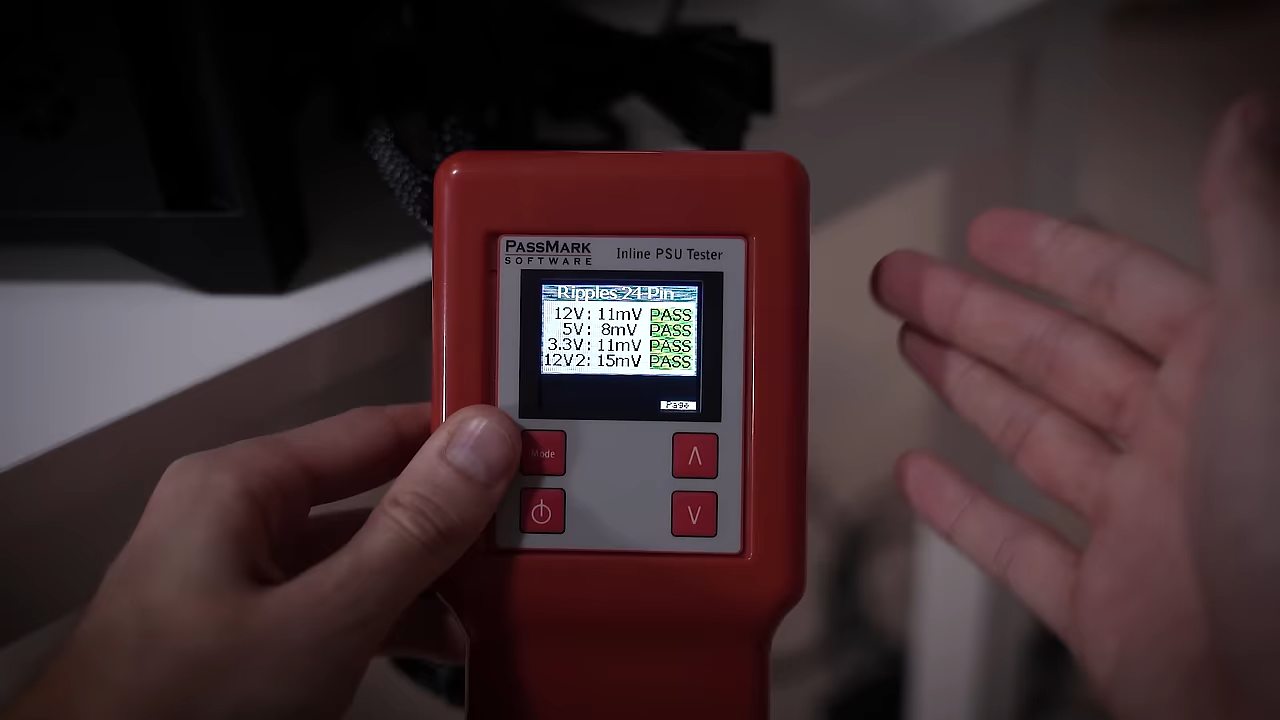 PASSMARK
SOFTWARE
Inline PSU Tester
Ripples 24 Pin
12V: 11mV PASS
5V: 8mV PASS
3.3V: 11mV PASS
12V2: 15mV PASS
Page
Mode